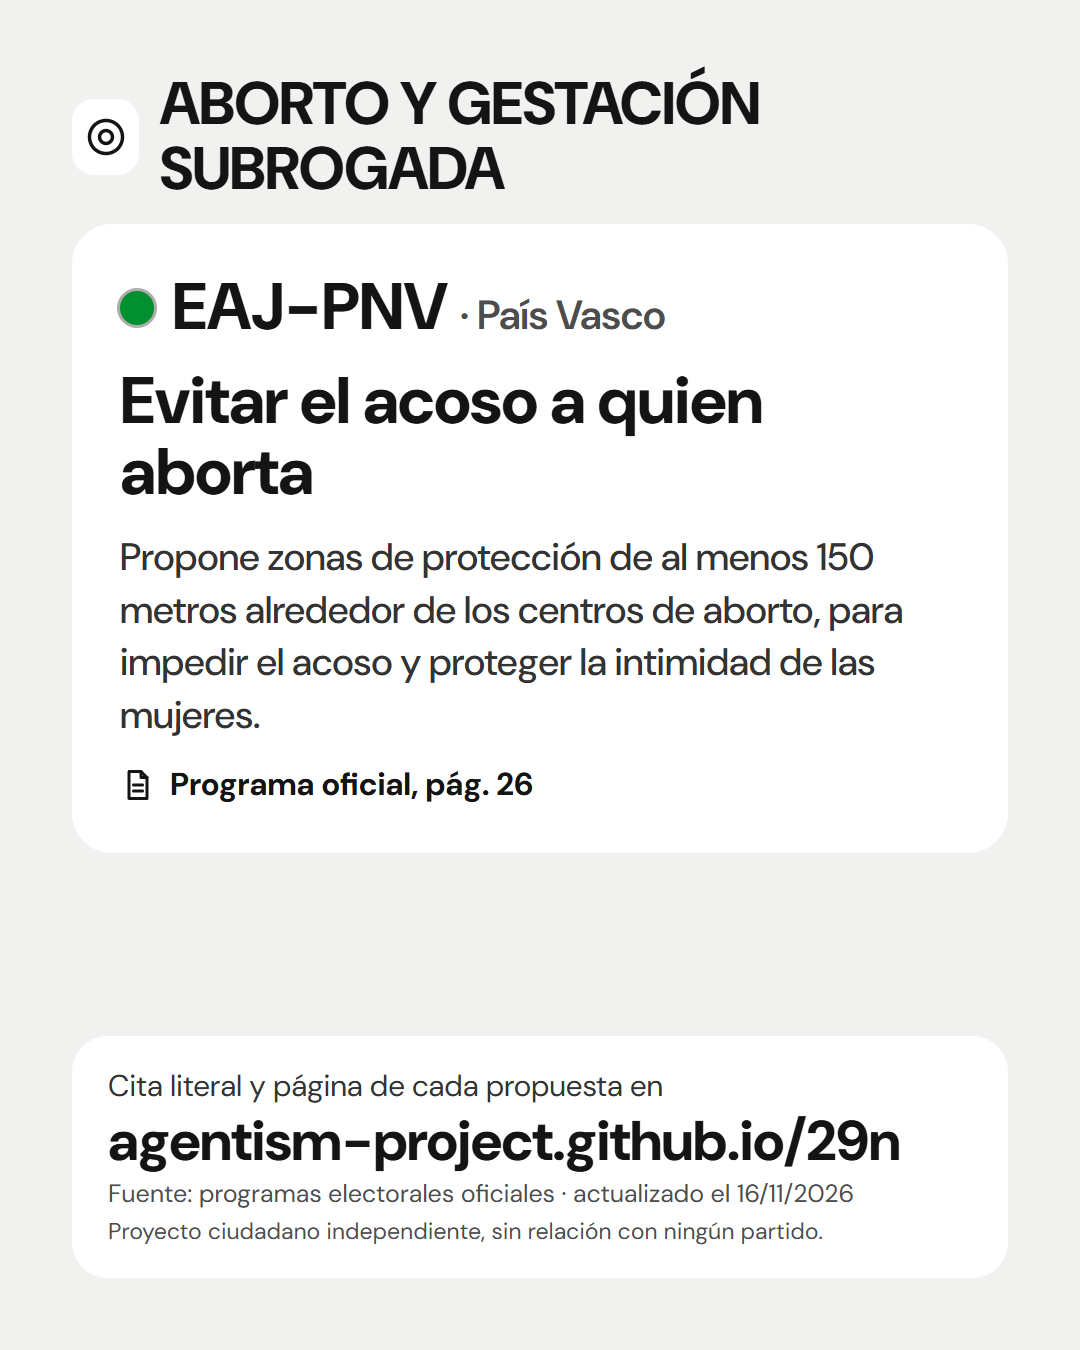 ABORTO Y GESTACIÓN
SUBROGADA
EAJ-PNV · País Vasco
Evitar el acoso a quien
aborta
Propone zonas de protección de al menos 150
metros alrededor de los centros de aborto, para
impedir el acoso y proteger la intimidad de las
mujeres.
Programa oficial, pág. 26
Cita literal y página de cada propuesta en
agentism-project.github.io/29n
Fuente: programas electorales oficiales · actualizado el 16/11/2026
Proyecto ciudadano independiente, sin relación con ningún partido.